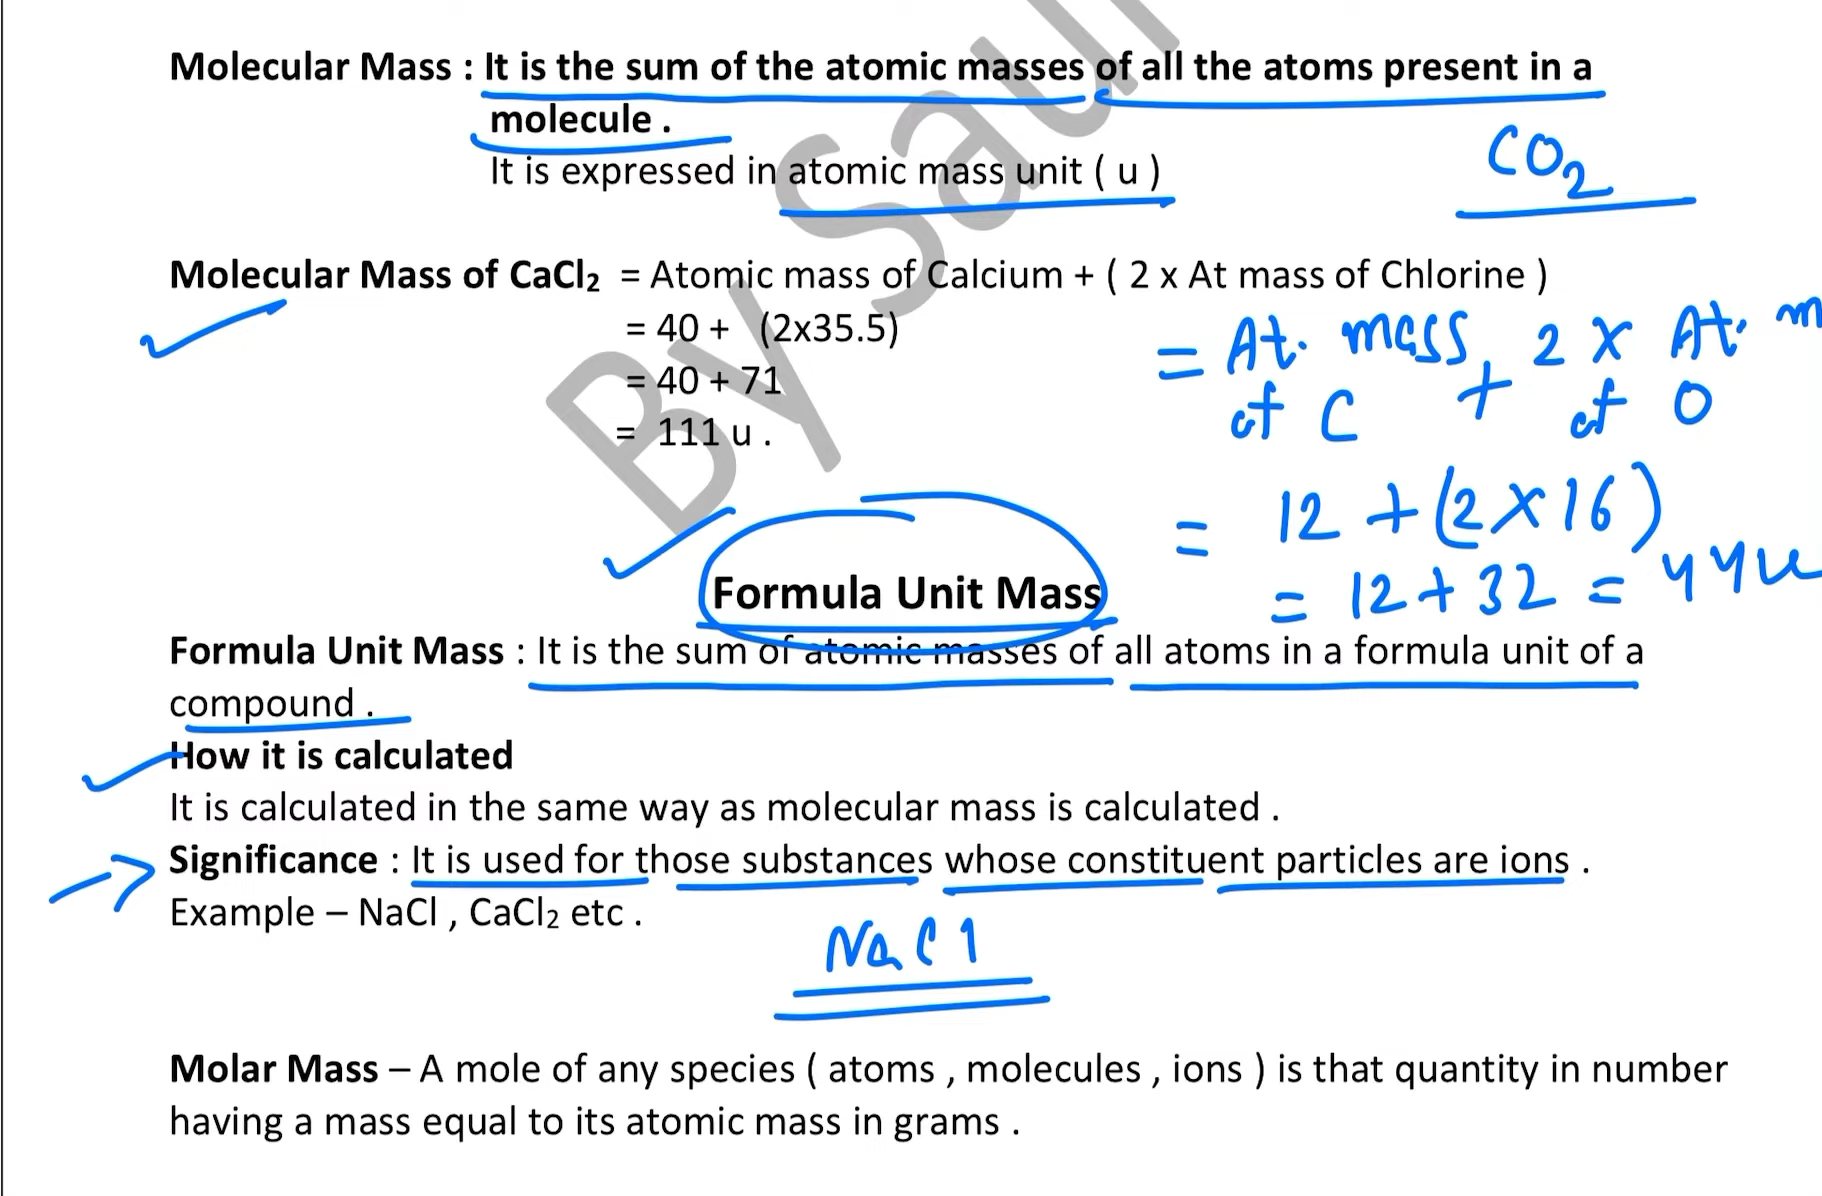 Molecular Mass : It is the sum of the atomic masses of all the atoms present in a
molecule .
It is expressed in atomic mass unit ( u )
CO₂
Molecular Mass of CaCl₂ = Atomic mass of Calcium + ( 2 x At mass of Chlorine )
= 40 + (2x35.5)
= 40 + 71
= 111 u .
= At. mass + 2 x At. m
of C of O
= 12 + (2x16)
= 12 + 32 = 44u
By Sau
Formula Unit Mass
Formula Unit Mass : It is the sum of atomic masses of all atoms in a formula unit of a
compound .
How it is calculated
It is calculated in the same way as molecular mass is calculated .
Significance : It is used for those substances whose constituent particles are ions .
Example – NaCl , CaCl₂ etc .
NaCl
Molar Mass – A mole of any species ( atoms , molecules , ions ) is that quantity in number
having a mass equal to its atomic mass in grams .